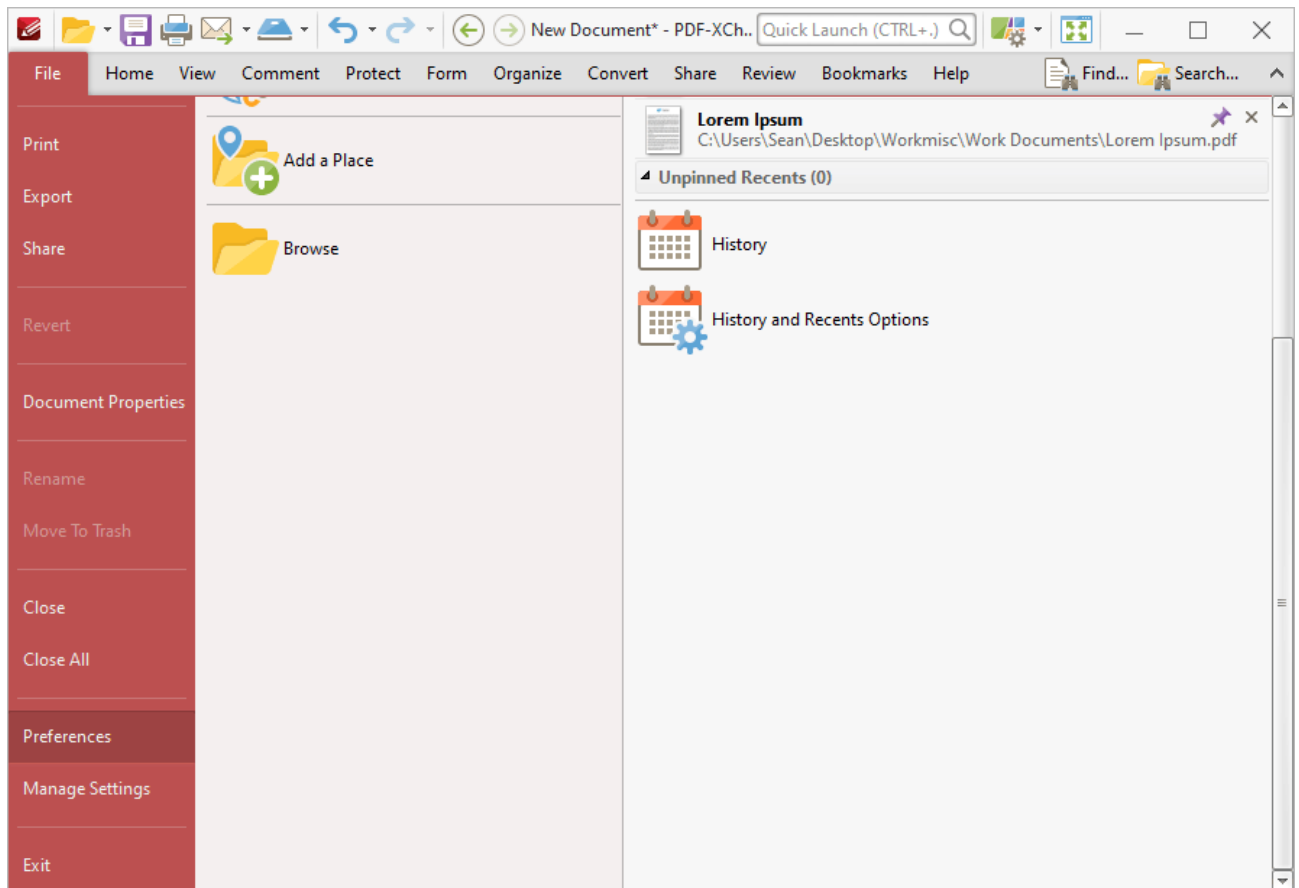 New Document* - PDF-XCh..
Quick Launch (CTRL+.)
File Home View Comment Protect Form Organize Convert Share Review Bookmarks Help Find... Search...
Print
Export
Share
Revert
Document Properties
Rename
Move To Trash
Close
Close All
Preferences
Manage Settings
Exit
Add a Place
Browse
Lorem Ipsum
C:\Users\Sean\Desktop\Workmisc\Work Documents\Lorem Ipsum.pdf
Unpinned Recents (0)
History
History and Recents Options